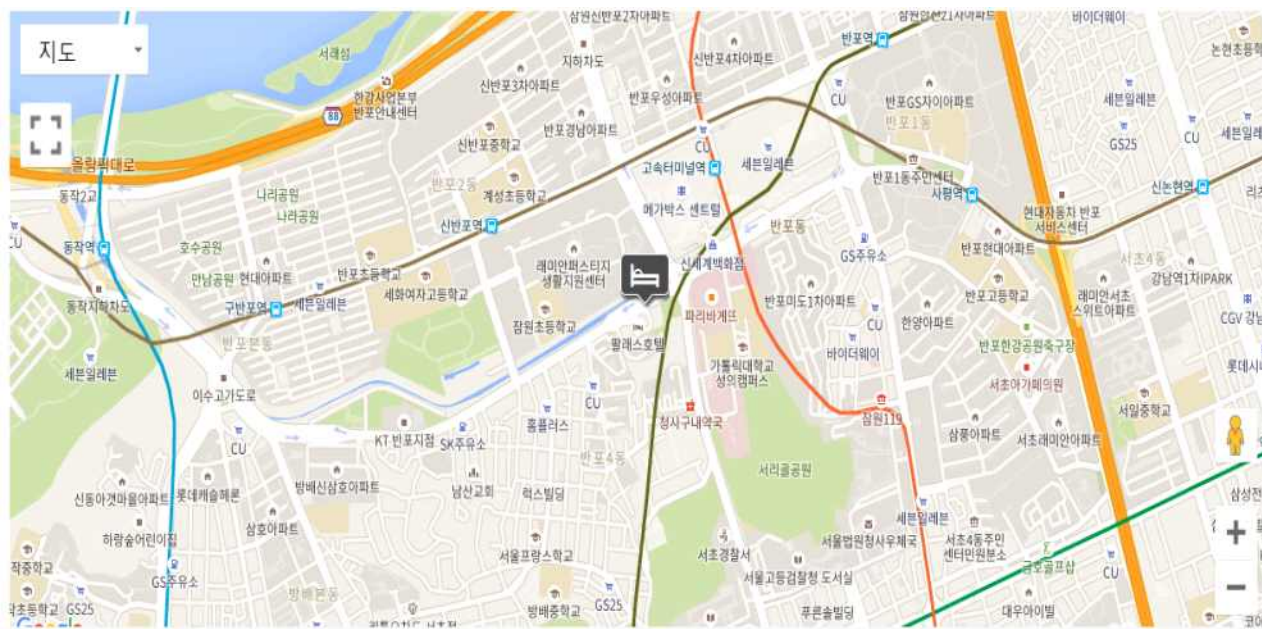 지도
서래섬
삼원신반포2차아파트
바이더웨이
논현초등학
지하차도
반포역
신반포4차아파트
신반포3차아파트
한강사업본부
반포안내센터
88
반포우성아파트
CU
반포GS자이아파트
세븐일레븐
반포1동
반포경남아파트
신반포중학교
CU
GS25
CU
세븐일레
올림픽대로
동작2교
나리공원
나라공원
반포2동
계성초등학교
고속터미널역
세븐일레븐
반포1동주민센터
사평역
신논현역
리츠
메가박스 센트럴
현대자동차 반포
서비스센터
CU
동작역
호수공원
신반포역
반포동
만남공원
현대아파트
반포초등학교
래미안퍼스티지
생활지원센터
신세계백화점
GS주유소
반포현대아파트
서초4동
강남역1차IPARK
동작지하차도
세븐일레븐
세화여자고등학교
구반포역
파리바게뜨
반포미도1차아파트
반포고등학교
래미안서초
스위트아파트
한양아파트
CGV 강남
반포본동
잠원초등학교
팔래스호텔
CU
바이더웨이
반포한강공원축구장
세븐일레븐
가톨릭대학교
성의캠퍼스
서초아가페의원
롯데시네
이수고가도로
CU
홈플러스
청사구내약국
잠원119
서일중학교
CU
KT 반포지점
SK주유소
삼풍아파트
서초래미안아파트
반포4동
서리골공원
신동아갯마을아파트
롯데캐슬헤론
방배신삼호아파트
남산교회
럭스빌딩
삼성전
삼호아파트
세븐일레븐
하랑숲어린이집
서울프랑스학교
서초경찰서
서울법원청사우체국
서초4동주민
센터민원분소
금호골프샵
작중학교
GS주유소
서울고등검찰청 도서실
CU
방배본동
작초등학교
GS25
방배중학교
GS25
푸른솔빌딩
대우아이빌
Google